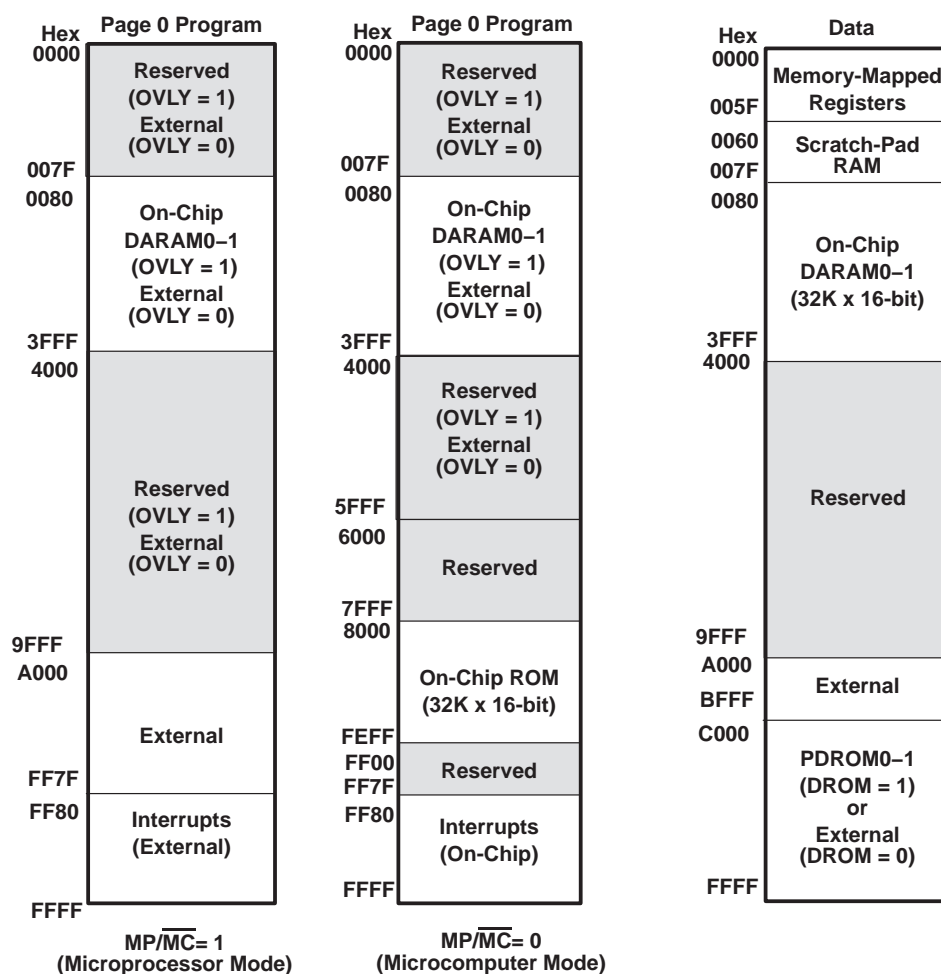 Hex
Page 0 Program
0000
Reserved
(OVLY = 1)
External
(OVLY = 0)
007F
0080
On-Chip
DARAM0–1
(OVLY = 1)
External
(OVLY = 0)
3FFF
4000
Reserved
(OVLY = 1)
External
(OVLY = 0)
9FFF
A000
External
FF7F
FF80
Interrupts
(External)
FFFF
MP/M̅C̅= 1
(Microprocessor Mode)
Hex
Page 0 Program
0000
Reserved
(OVLY = 1)
External
(OVLY = 0)
007F
0080
On-Chip
DARAM0–1
(OVLY = 1)
External
(OVLY = 0)
3FFF
4000
Reserved
(OVLY = 1)
External
(OVLY = 0)
5FFF
6000
Reserved
7FFF
8000
On-Chip ROM
(32K x 16-bit)
FEFF
FF00
Reserved
FF7F
FF80
Interrupts
(On-Chip)
FFFF
MP/M̅C̅= 0
(Microcomputer Mode)
Hex
Data
0000
Memory-Mapped
Registers
005F
0060
Scratch-Pad
RAM
007F
0080
On-Chip
DARAM0–1
(32K x 16-bit)
3FFF
4000
Reserved
9FFF
A000
External
BFFF
C000
PDROM0–1
(DROM = 1)
or
External
(DROM = 0)
FFFF